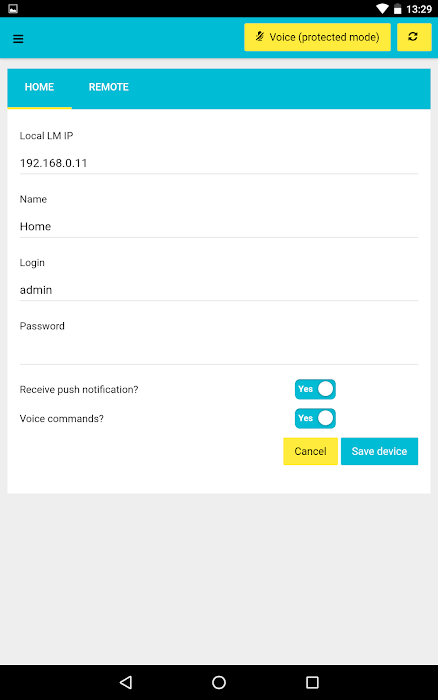 13:29
Voice (protected mode)
HOME REMOTE
Local LM IP
192.168.0.11
Name
Home
Login
admin
Password
Receive push notification? Yes
Voice commands? Yes
Cancel Save device